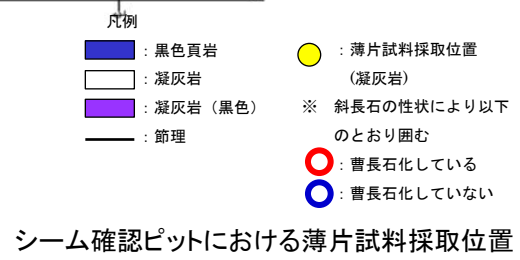 凡例
：黒色頁岩
：凝灰岩
：凝灰岩（黒色）
：節理
：薄片試料採取位置
(凝灰岩)
※ 斜長石の性状により以下
のとおり囲む
：曹長石化している
：曹長石化していない
シーム確認ピットにおける薄片試料採取位置